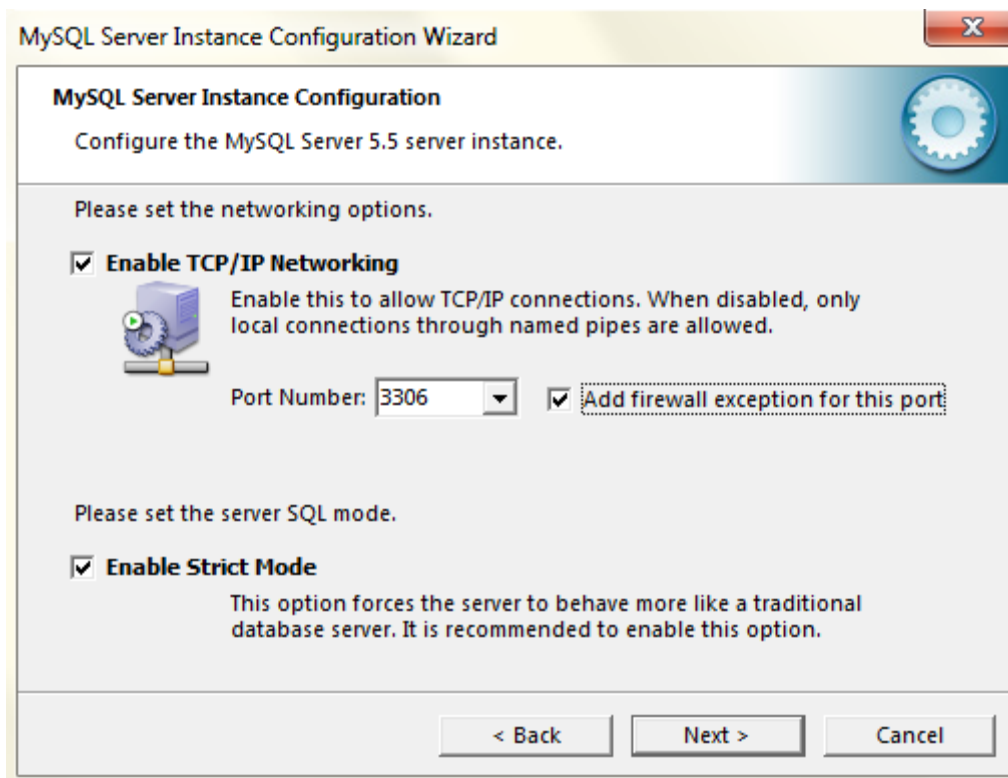 MySQL Server Instance Configuration Wizard
MySQL Server Instance Configuration
Configure the MySQL Server 5.5 server instance.
Please set the networking options.
Enable TCP/IP Networking
Enable this to allow TCP/IP connections. When disabled, only
local connections through named pipes are allowed.
Port Number: 3306 Add firewall exception for this port
Please set the server SQL mode.
Enable Strict Mode
This option forces the server to behave more like a traditional
database server. It is recommended to enable this option.
< Back Next > Cancel